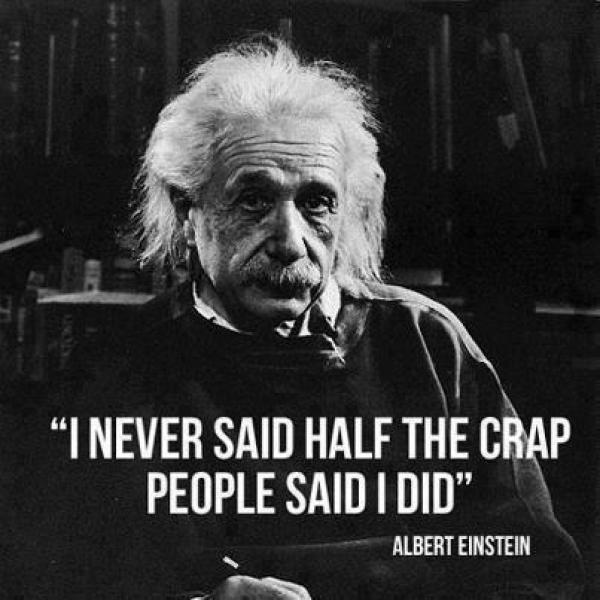 “I NEVER SAID HALF THE CRAP
PEOPLE SAID I DID”
ALBERT EINSTEIN